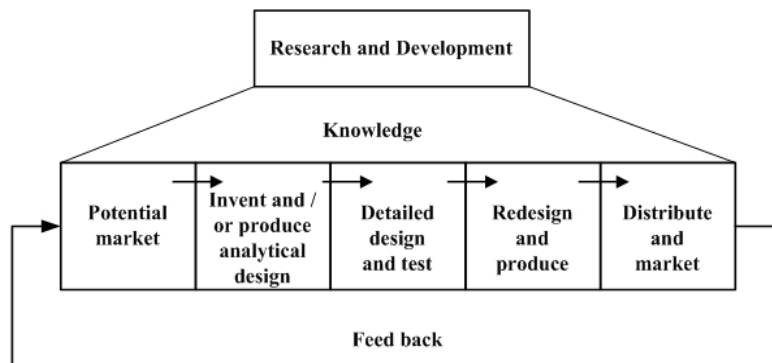 Research and Development
Knowledge
Potential
market
Invent and /
or produce
analytical
design
Detailed
design
and test
Redesign
and
produce
Distribute
and
market
Feed back